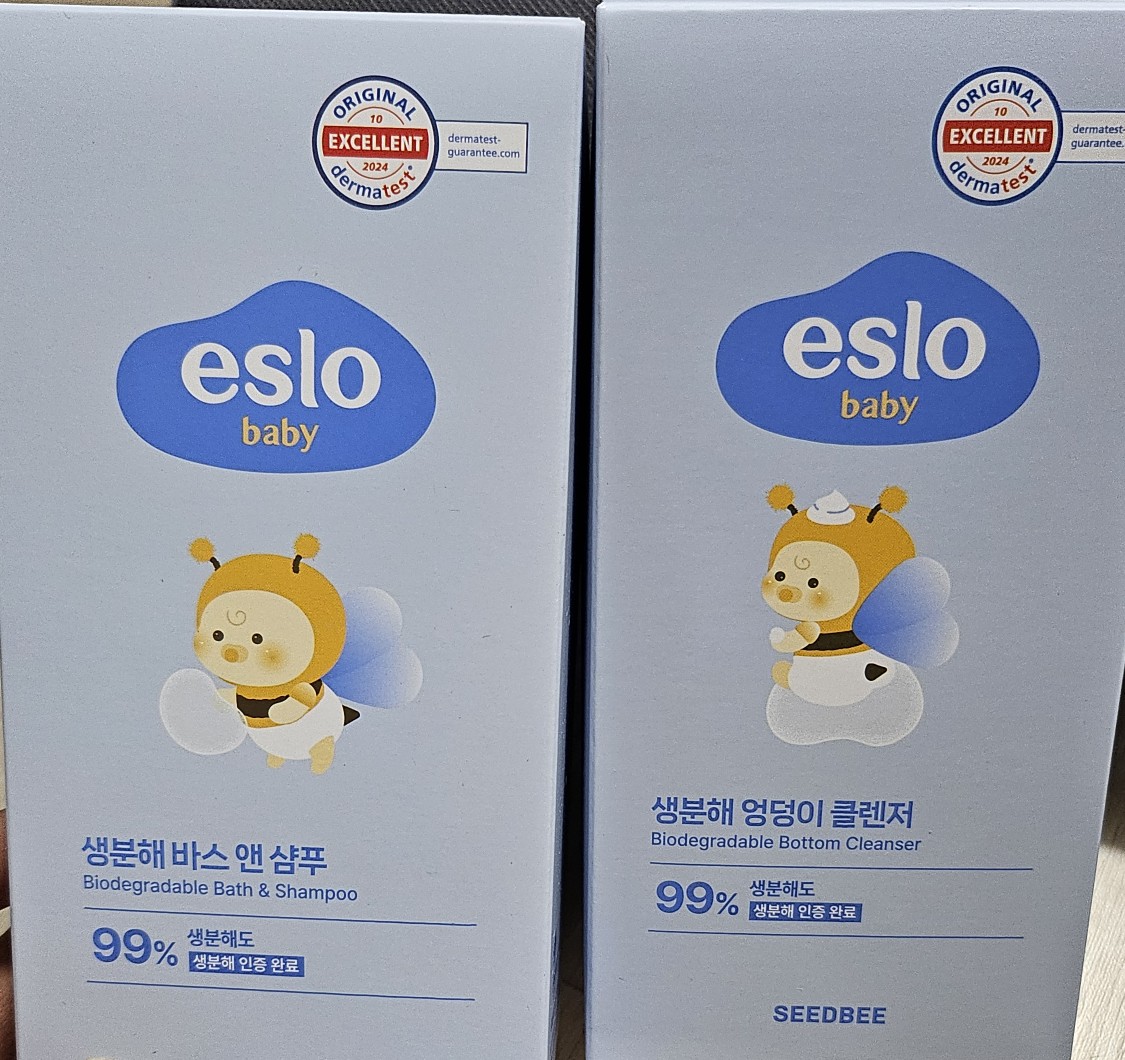 ORIGINAL
10
EXCELLENT
2024
dermatest®
dermatest-
guarantee.com
eslo
baby
생분해 바스 앤 샴푸
Biodegradable Bath & Shampoo
99% 생분해도
생분해 인증 완료
ORIGINAL
10
EXCELLENT
2024
dermatest®
dermatest-
guarantee.
eslo
baby
생분해 엉덩이 클렌저
Biodegradable Bottom Cleanser
99% 생분해도
생분해 인증 완료
SEEDBEE